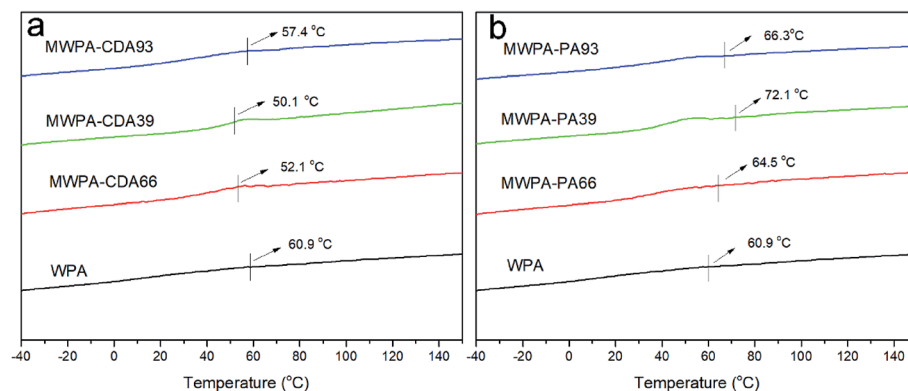 a
MWPA-CDA93
57.4 °C
MWPA-CDA39
50.1 °C
MWPA-CDA66
52.1 °C
WPA
60.9 °C
-40 -20 0 20 40 60 80 100 120 140
Temperature (°C)
b
MWPA-PA93
66.3°C
MWPA-PA39
72.1 °C
MWPA-PA66
64.5 °C
WPA
60.9 °C
-40 -20 0 20 40 60 80 100 120 140
Temperature (°C)